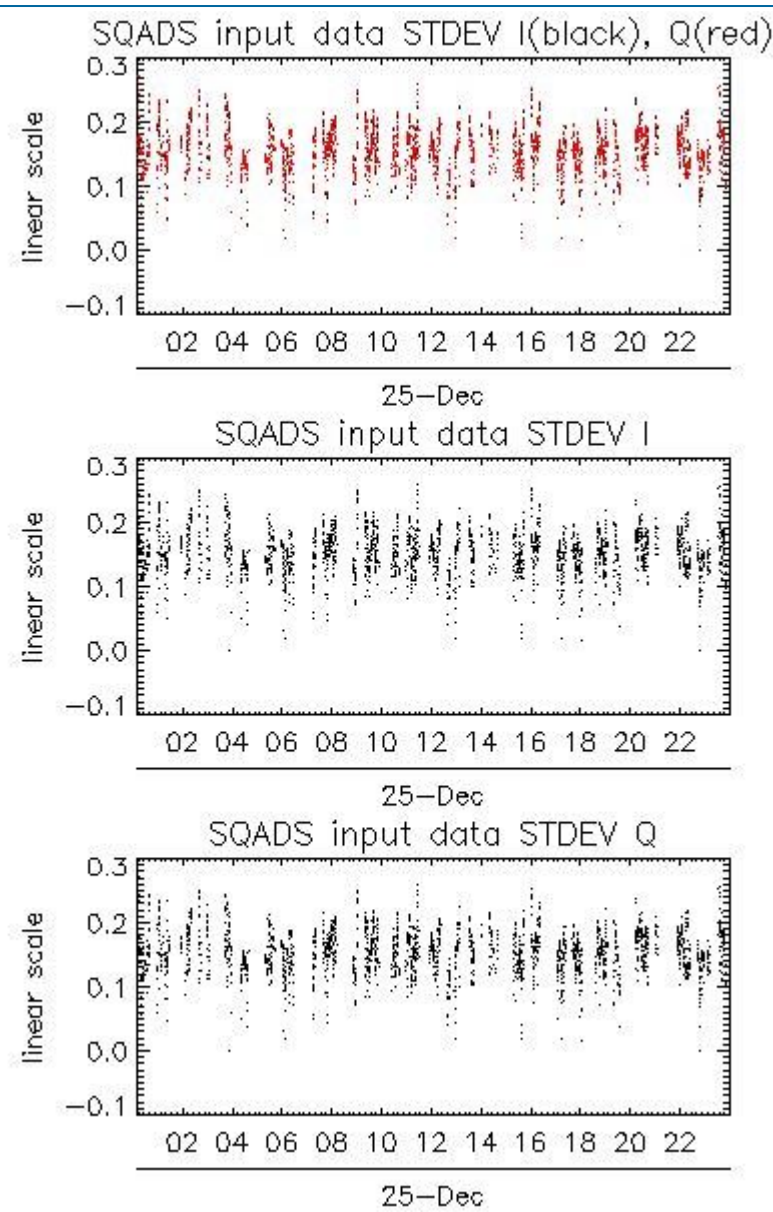 SQADS input data STDEV I(black), Q(red)
0.3
0.2
0.1
0.0
−0.1
linear scale
02 04 06 08 10 12 14 16 18 20 22
25−Dec
SQADS input data STDEV I
0.3
0.2
0.1
0.0
−0.1
linear scale
02 04 06 08 10 12 14 16 18 20 22
25−Dec
SQADS input data STDEV Q
0.3
0.2
0.1
0.0
−0.1
linear scale
02 04 06 08 10 12 14 16 18 20 22
25−Dec